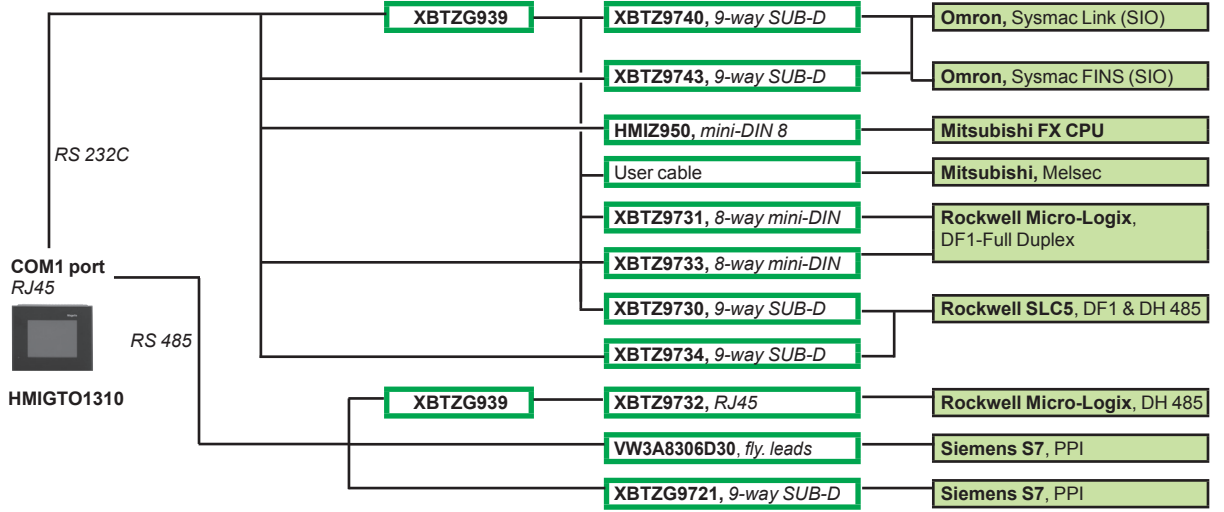 XBTZG939
XBTZ9740, 9-way SUB-D
Omron, Sysmac Link (SIO)
XBTZ9743, 9-way SUB-D
Omron, Sysmac FINS (SIO)
HMIZ950, mini-DIN 8
Mitsubishi FX CPU
RS 232C
User cable
Mitsubishi, Melsec
XBTZ9731, 8-way mini-DIN
Rockwell Micro-Logix,
DF1-Full Duplex
XBTZ9733, 8-way mini-DIN
COM1 port
RJ45
XBTZ9730, 9-way SUB-D
Rockwell SLC5, DF1 & DH 485
RS 485
XBTZ9734, 9-way SUB-D
HMIGTO1310
XBTZG939
XBTZ9732, RJ45
Rockwell Micro-Logix, DH 485
VW3A8306D30, fly. leads
Siemens S7, PPI
XBTZG9721, 9-way SUB-D
Siemens S7, PPI